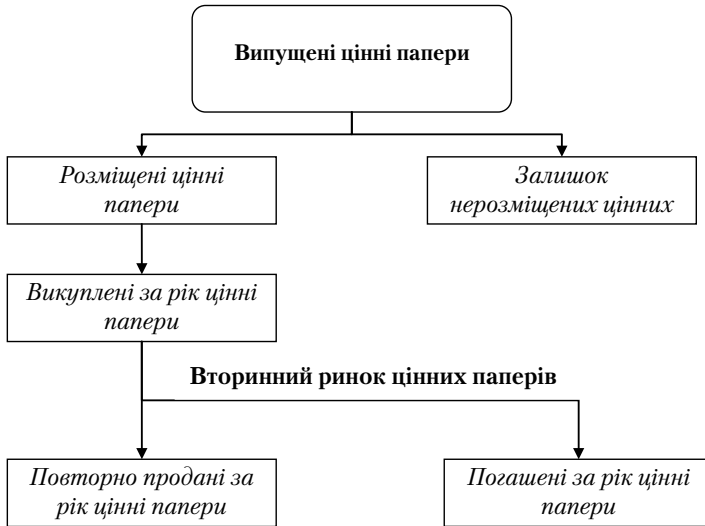 Випущені цінні папери
Розміщені цінні
папери
Залишок
нерозміщених цінних
Викуплені за рік цінні
папери
Вторинний ринок цінних паперів
Повторно продані за
рік цінні папери
Погашені за рік цінні
папери